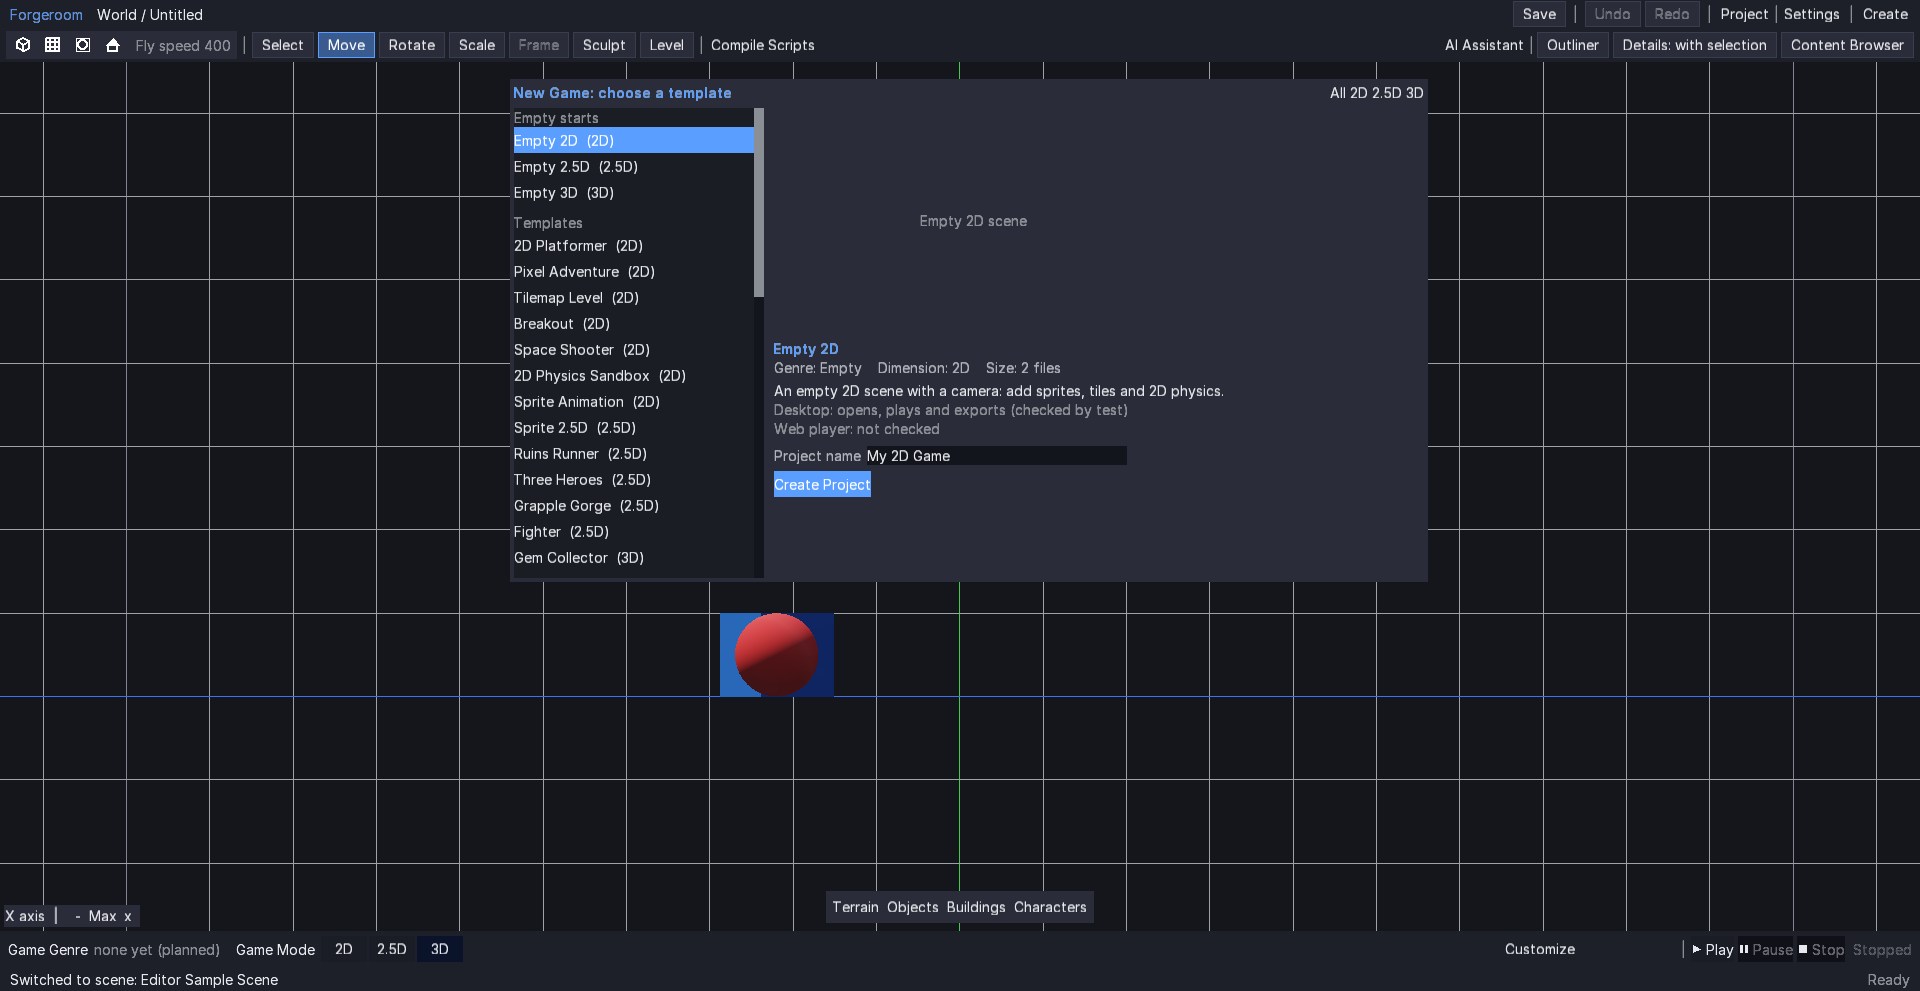 Forgeroom World / Untitled Save | Undo Redo | Project | Settings | Create
Fly speed 400 | Select Move Rotate Scale Frame Sculpt Level | Compile Scripts AI Assistant | Outliner Details: with selection Content Browser
New Game: choose a template All 2D 2.5D 3D
Empty starts
Empty 2D (2D)
Empty 2.5D (2.5D)
Empty 3D (3D)
Templates
2D Platformer (2D)
Pixel Adventure (2D)
Tilemap Level (2D)
Breakout (2D)
Space Shooter (2D)
2D Physics Sandbox (2D)
Sprite Animation (2D)
Sprite 2.5D (2.5D)
Ruins Runner (2.5D)
Three Heroes (2.5D)
Grapple Gorge (2.5D)
Fighter (2.5D)
Gem Collector (3D)
Empty 2D scene
Empty 2D
Genre: Empty Dimension: 2D Size: 2 files
An empty 2D scene with a camera: add sprites, tiles and 2D physics.
Desktop: opens, plays and exports (checked by test)
Web player: not checked
Project name My 2D Game
Create Project
Terrain Objects Buildings Characters
X axis | - Max x
Game Genre none yet (planned) Game Mode 2D 2.5D 3D Customize | Play Pause Stop Stopped
Switched to scene: Editor Sample Scene Ready